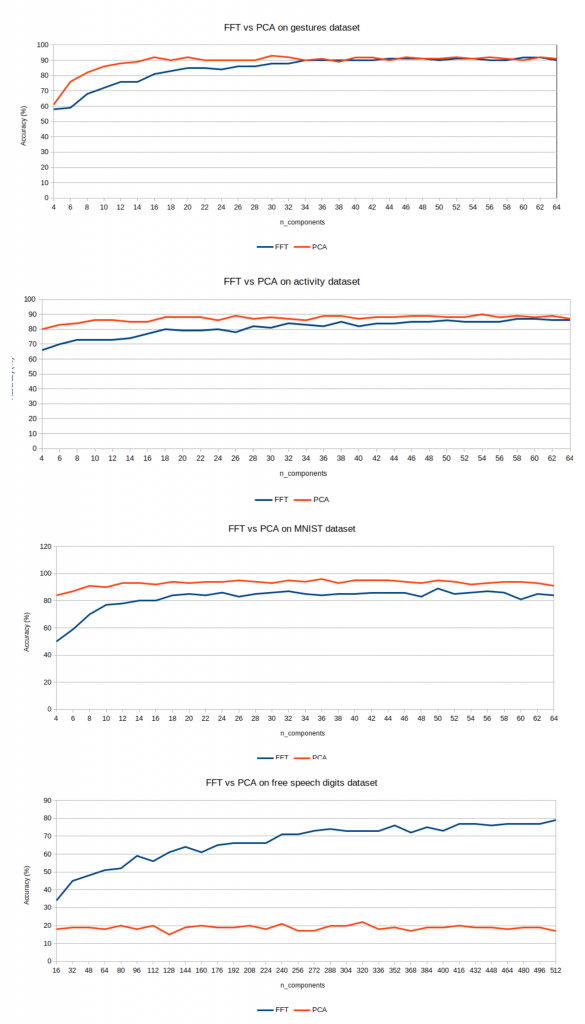 FFT vs PCA on gestures dataset
100
90
80
70
60
50
40
30
20
10
0
Accuracy (%)
4 6 8 10 12 14 16 18 20 22 24 26 28 30 32 34 36 38 40 42 44 46 48 50 52 54 56 58 60 62 64
n_components
FFT PCA
FFT vs PCA on activity dataset
100
90
80
70
60
50
40
30
20
10
0
4 6 8 10 12 14 16 18 20 22 24 26 28 30 32 34 36 38 40 42 44 46 48 50 52 54 56 58 60 62 64
n_components
FFT PCA
FFT vs PCA on MNIST dataset
120
100
80
60
40
20
0
Accuracy (%)
4 6 8 10 12 14 16 18 20 22 24 26 28 30 32 34 36 38 40 42 44 46 48 50 52 54 56 58 60 62 64
n_components
FFT PCA
FFT vs PCA on free speech digits dataset
90
80
70
60
50
40
30
20
10
0
Accuracy (%)
16 32 48 64 80 96 112 128 144 160 176 192 208 224 240 256 272 288 304 320 336 352 368 384 400 416 432 448 464 480 496 512
n_components
FFT PCA